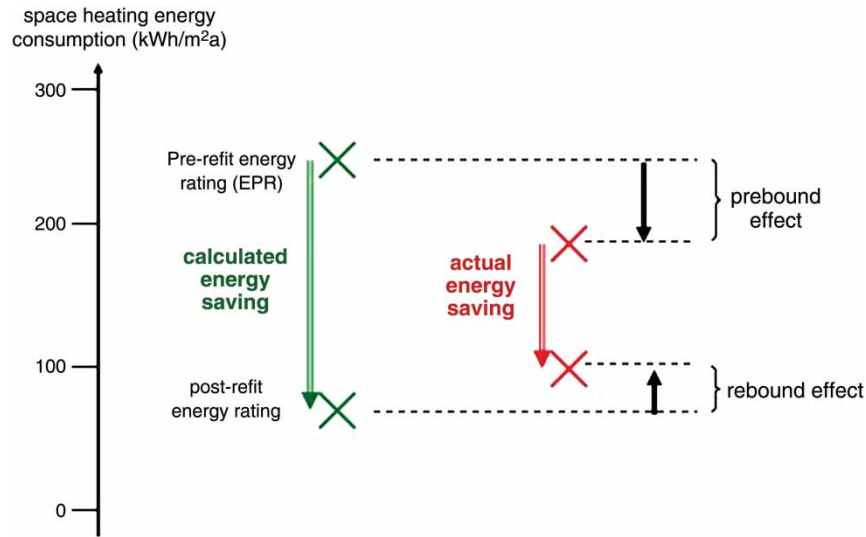 space heating energy
consumption (kWh/m²a)
300
Pre-refit energy
rating (EPR)
prebound
effect
200
calculated
energy
saving
actual
energy
saving
100
post-refit
energy rating
rebound effect
0